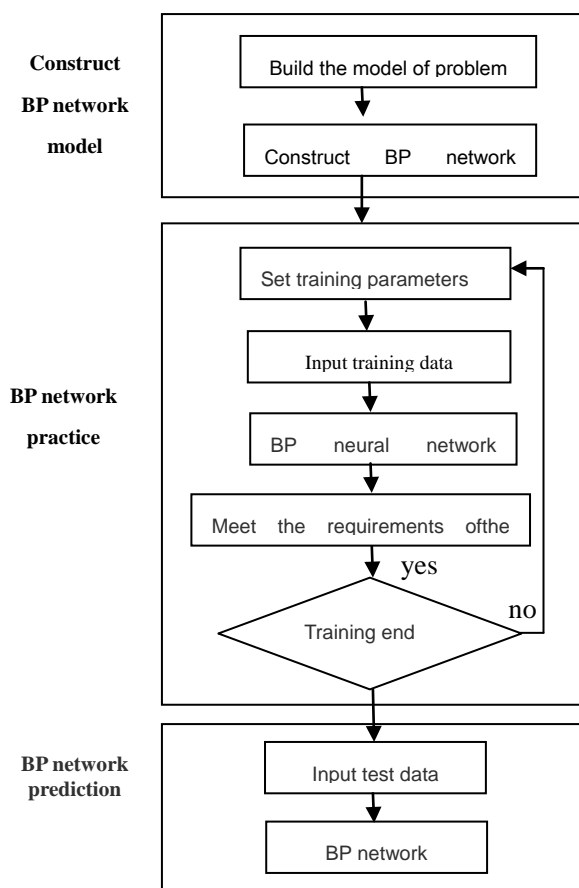 Construct
BP network
model
Build the model of problem
Construct BP network
BP network
practice
Set training parameters
Input training data
BP neural network
Meet the requirements ofthe
yes
no
Training end
BP network
prediction
Input test data
BP network